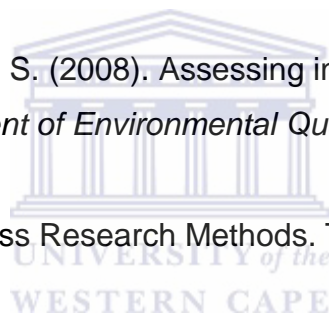 S. (2008). Assessing in
ent of Environmental Qu
ss Research Methods. T
UNIVERSITY of the
WESTERN CAPE